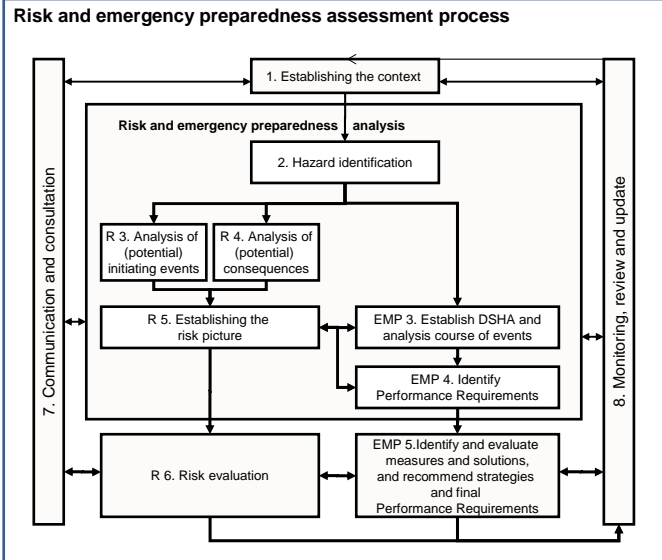 Risk and emergency preparedness assessment process
1. Establishing the context
Risk and emergency preparedness analysis
2. Hazard identification
R 3. Analysis of
(potential)
initiating events
R 4. Analysis of
(potential)
consequences
R 5. Establishing the
risk picture
EMP 3. Establish DSHA and
analysis course of events
EMP 4. Identify
Performance Requirements
R 6. Risk evaluation
EMP 5.Identify and evaluate
measures and solutions,
and recommend strategies
and final
Performance Requirements
7. Communication and consultation
8. Monitoring, review and update